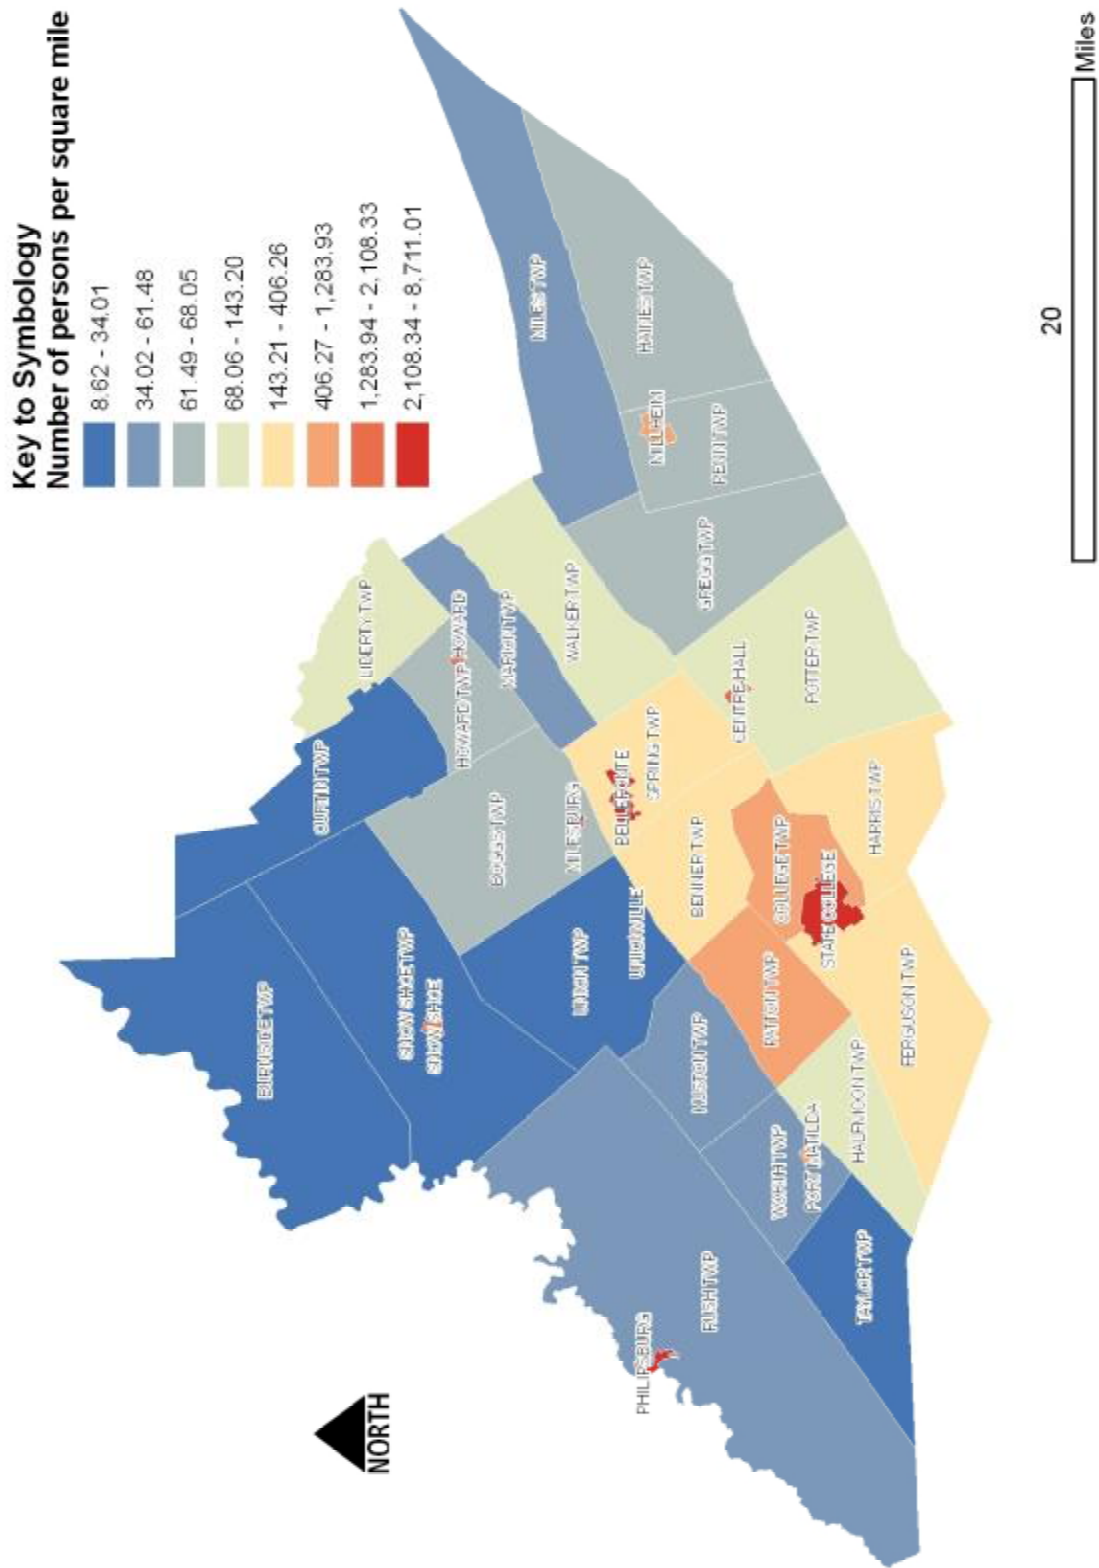 Key to Symbology
Number of persons per square mile
8.62 - 34.01
34.02 - 61.48
61.49 - 68.05
68.06 - 143.20
143.21 - 406.26
406.27 - 1,283.93
1,283.94 - 2,108.33
2,108.34 - 8,711.01
NORTH
BURNSIDE TWP
CURTIN TWP
LIBERTY TWP
SNOW SHOE TWP
SNOW SHOE
HOWARD TWP
HOWARD
MARION TWP
BOGGS TWP
MILES TWP
WALKER TWP
MILESBURG
UNION TWP
UNIONVILLE
BELLEFONTE
SPRING TWP
HAINES TWP
MILLHEIM
PENN TWP
GREGG TWP
PHILIPSBURG
RUSH TWP
HUSTON TWP
BENNER TWP
CENTRE HALL
POTTER TWP
WORTH TWP
PORT MATILDA
PATTON TWP
COLLEGE TWP
STATE COLLEGE
HARRIS TWP
HALFMOON TWP
TAYLOR TWP
FERGUSON TWP
20
Miles